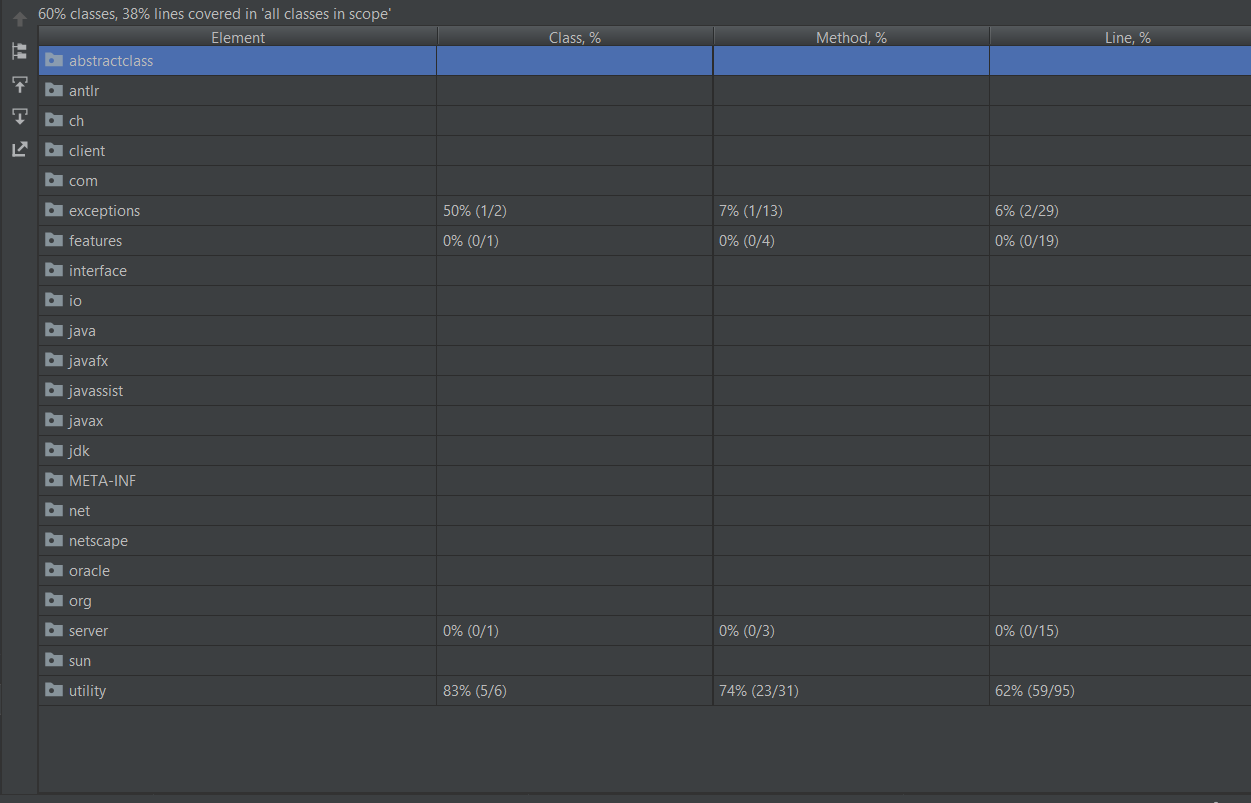 60% classes, 38% lines covered in 'all classes in scope'
Element Class, % Method, % Line, %
abstractclass
antlr
ch
client
com
exceptions 50% (1/2) 7% (1/13) 6% (2/29)
features 0% (0/1) 0% (0/4) 0% (0/19)
interface
io
java
javafx
javassist
javax
jdk
META-INF
net
netscape
oracle
org
server 0% (0/1) 0% (0/3) 0% (0/15)
sun
utility 83% (5/6) 74% (23/31) 62% (59/95)